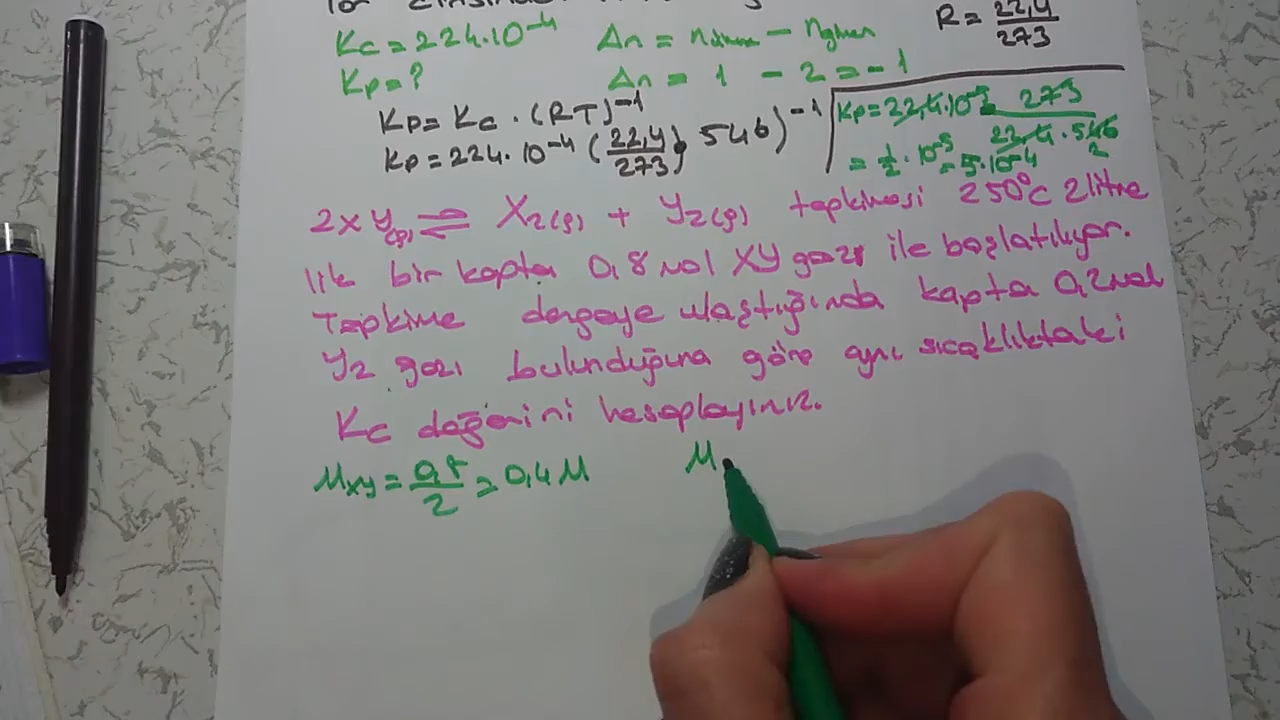 Kc = 224.10⁻⁴
Δn = nürün - ngiren
R = 22,4/273
Kp = ?
Δn = 1 - 2 = -1
Kp = Kc . (RT)⁻¹
Kp = 224. 10⁻⁴ (22,4/273 . 546)⁻¹
Kp = 22,4.10⁻³ . 273/22,4.546 2
= 1/2 . 10⁻³ = 5.10⁻⁴
2XY(g) ⇌ X2(g) + Y2(g) tepkimesi 250°C 2litre
lik bir kapta 0,8 mol XY gazı ile başlatılıyor.
Tepkime dengeye ulaştığında kapta 0,2 mol
Y2 gazı bulunduğuna göre aynı sıcaklıktaki
Kc değerini hesaplayınız.
Mxy = 0,8/2 = 0,4 M
M